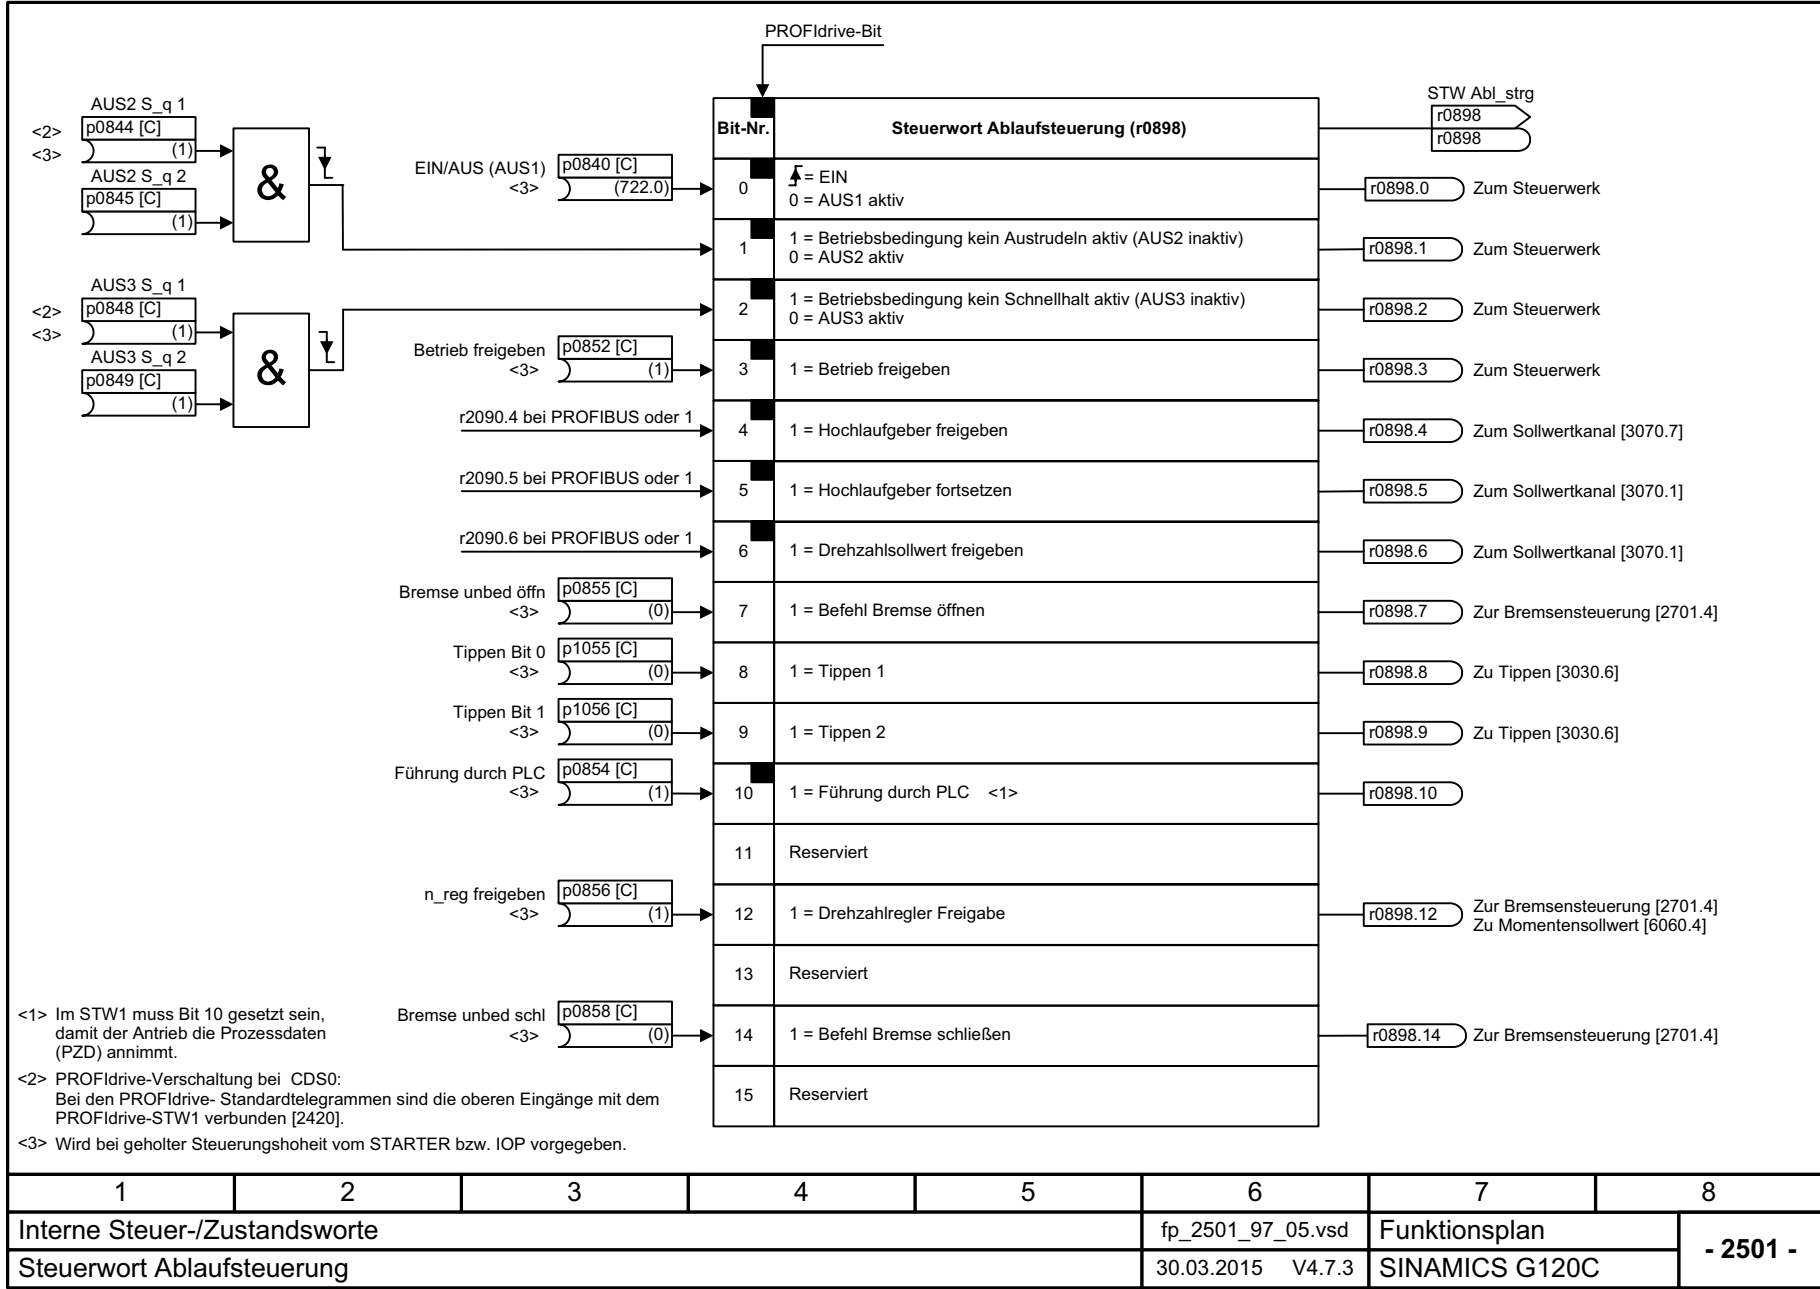 PROFIdrive-Bit
AUS2 S_q 1
<2>
p0844 [C]
<3>
(1)
AUS2 S_q 2
p0845 [C]
(1)
&
AUS3 S_q 1
<2>
p0848 [C]
<3>
(1)
AUS3 S_q 2
p0849 [C]
(1)
&
STW Abl_strg
r0898
r0898
Bit-Nr. Steuerwort Ablaufsteuerung (r0898)
EIN/AUS (AUS1) p0840 [C]
<3> (722.0)
0
= EIN
0 = AUS1 aktiv
r0898.0 Zum Steuerwerk
1
1 = Betriebsbedingung kein Austrudeln aktiv (AUS2 inaktiv)
0 = AUS2 aktiv
r0898.1 Zum Steuerwerk
2
1 = Betriebsbedingung kein Schnellhalt aktiv (AUS3 inaktiv)
0 = AUS3 aktiv
r0898.2 Zum Steuerwerk
Betrieb freigeben p0852 [C]
<3> (1)
3 1 = Betrieb freigeben
r0898.3 Zum Steuerwerk
r2090.4 bei PROFIBUS oder 1
4 1 = Hochlaufgeber freigeben
r0898.4 Zum Sollwertkanal [3070.7]
r2090.5 bei PROFIBUS oder 1
5 1 = Hochlaufgeber fortsetzen
r0898.5 Zum Sollwertkanal [3070.1]
r2090.6 bei PROFIBUS oder 1
6 1 = Drehzahlsollwert freigeben
r0898.6 Zum Sollwertkanal [3070.1]
Bremse unbed öffn p0855 [C]
<3> (0)
7 1 = Befehl Bremse öffnen
r0898.7 Zur Bremsensteuerung [2701.4]
Tippen Bit 0 p1055 [C]
<3> (0)
8 1 = Tippen 1
r0898.8 Zu Tippen [3030.6]
Tippen Bit 1 p1056 [C]
<3> (0)
9 1 = Tippen 2
r0898.9 Zu Tippen [3030.6]
Führung durch PLC p0854 [C]
<3> (1)
10 1 = Führung durch PLC <1>
r0898.10
11 Reserviert
n_reg freigeben p0856 [C]
<3> (1)
12 1 = Drehzahlregler Freigabe
r0898.12
Zur Bremsensteuerung [2701.4]
Zu Momentensollwert [6060.4]
13 Reserviert
Bremse unbed schl p0858 [C]
<3> (0)
14 1 = Befehl Bremse schließen
r0898.14 Zur Bremsensteuerung [2701.4]
15 Reserviert
<1> Im STW1 muss Bit 10 gesetzt sein,
damit der Antrieb die Prozessdaten
(PZD) annimmt.
<2> PROFIdrive-Verschaltung bei CDS0:
Bei den PROFIdrive- Standardtelegrammen sind die oberen Eingänge mit dem
PROFIdrive-STW1 verbunden [2420].
<3> Wird bei geholter Steuerungshoheit vom STARTER bzw. IOP vorgegeben.
1 2 3 4 5 6 7 8
Interne Steuer-/Zustandsworte fp_2501_97_05.vsd Funktionsplan
- 2501 -
Steuerwort Ablaufsteuerung 30.03.2015 V4.7.3 SINAMICS G120C